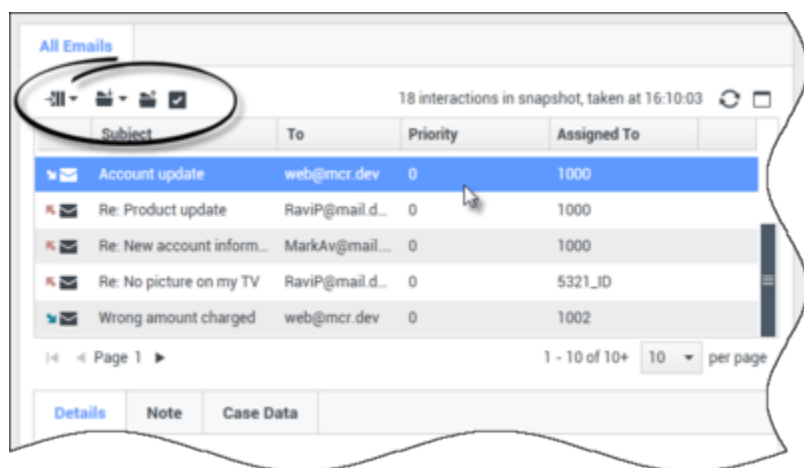 All Emails
18 interactions in snapshot, taken at 16:10:03
Subject To Priority Assigned To
Account update web@mcr.dev 0 1000
Re: Product update RaviP@mail.d... 0 1000
Re: New account inform... MarkAv@mail.... 0 1000
Re: No picture on my TV RaviP@mail.d... 0 5321_ID
Wrong amount charged web@mcr.dev 0 1002
Page 1 1 - 10 of 10+ 10 per page
Details Note Case Data